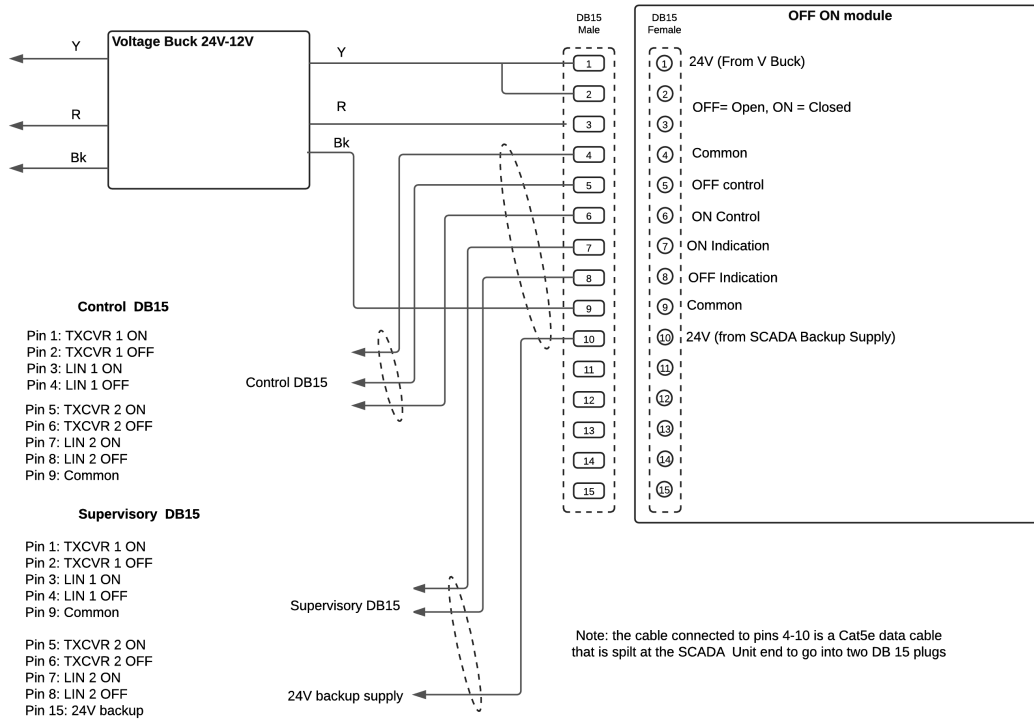 DB15
Male
DB15
Female
OFF ON module
Voltage Buck 24V-12V
Y
Y
R
R
Bk
Bk
1
2
3
4
5
6
7
8
9
10
11
12
13
14
15
1
24V (From V Buck)
2
OFF= Open, ON = Closed
3
4
Common
5
OFF control
6
ON Control
7
ON Indication
8
OFF Indication
9
Common
10
24V (from SCADA Backup Supply)
11
12
13
14
15
Control DB15
Pin 1: TXCVR 1 ON
Pin 2: TXCVR 1 OFF
Pin 3: LIN 1 ON
Pin 4: LIN 1 OFF
Pin 5: TXCVR 2 ON
Pin 6: TXCVR 2 OFF
Pin 7: LIN 2 ON
Pin 8: LIN 2 OFF
Pin 9: Common
Control DB15
Supervisory DB15
Pin 1: TXCVR 1 ON
Pin 2: TXCVR 1 OFF
Pin 3: LIN 1 ON
Pin 4: LIN 1 OFF
Pin 9: Common
Pin 5: TXCVR 2 ON
Pin 6: TXCVR 2 OFF
Pin 7: LIN 2 ON
Pin 8: LIN 2 OFF
Pin 15: 24V backup
Supervisory DB15
24V backup supply
Note: the cable connected to pins 4-10 is a Cat5e data cable
that is spilt at the SCADA Unit end to go into two DB 15 plugs